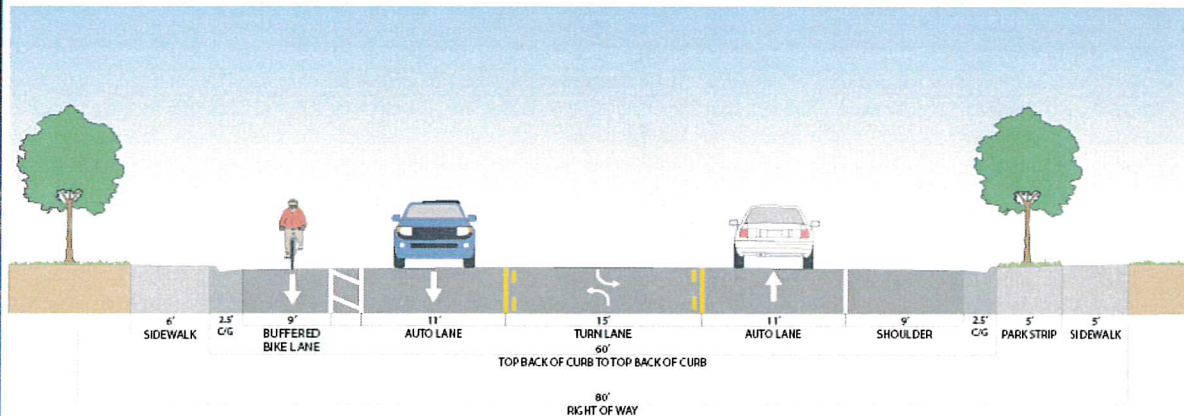 6'
SIDEWALK
2.5'
C/G
9'
BUFFERED
BIKE LANE
11'
AUTO LANE
15'
TURN LANE
11'
AUTO LANE
9'
SHOULDER
2.5'
C/G
5'
PARK STRIP
5'
SIDEWALK
60'
TOP BACK OF CURB TO TOP BACK OF CURB
80'
RIGHT OF WAY